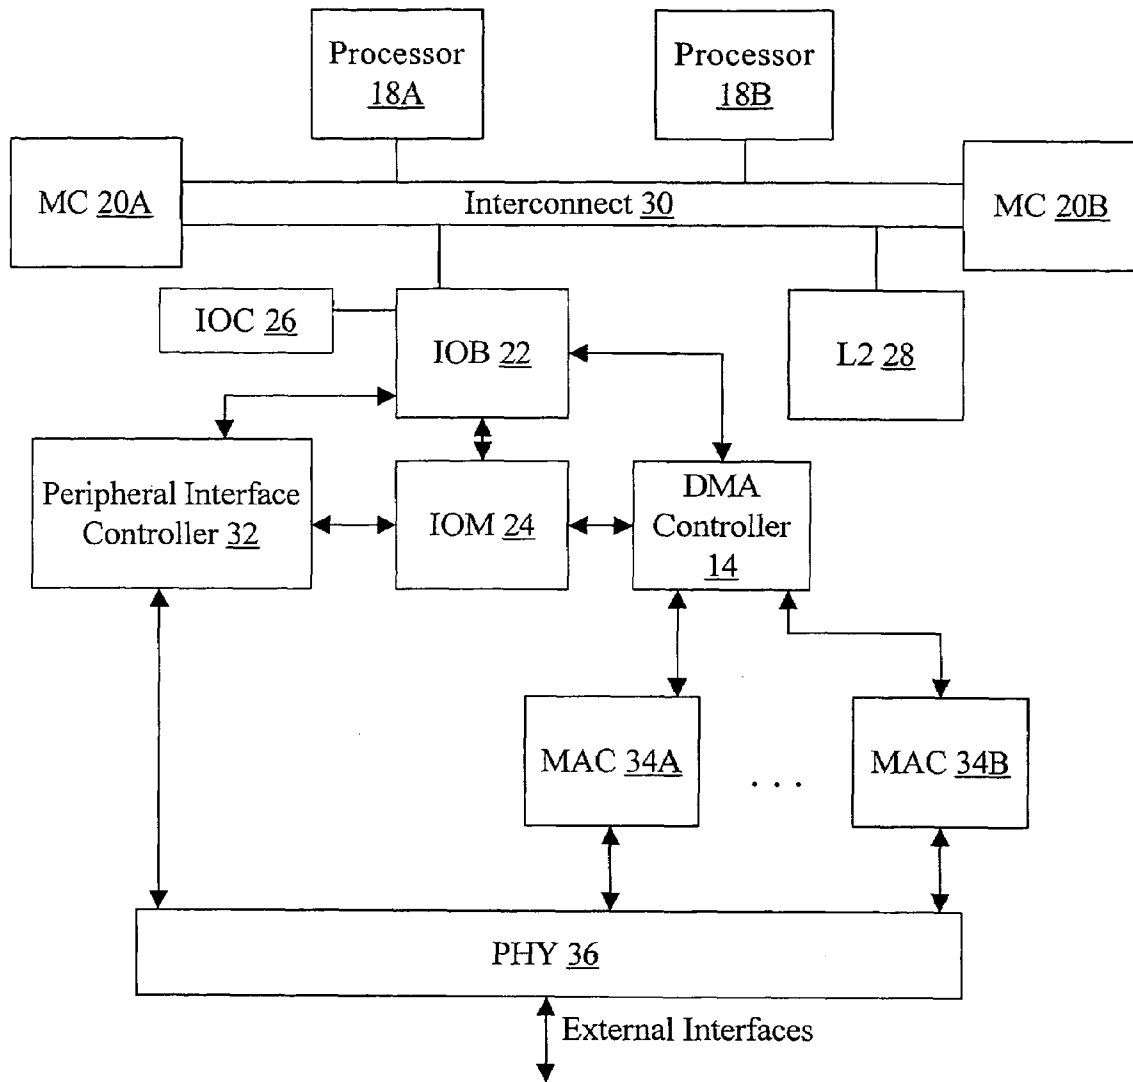 Processor
18A
Processor
18B
MC 20A
Interconnect 30
MC 20B
IOC 26
IOB 22
L2 28
Peripheral Interface
Controller 32
IOM 24
DMA
Controller
14
MAC 34A
. . .
MAC 34B
PHY 36
External Interfaces